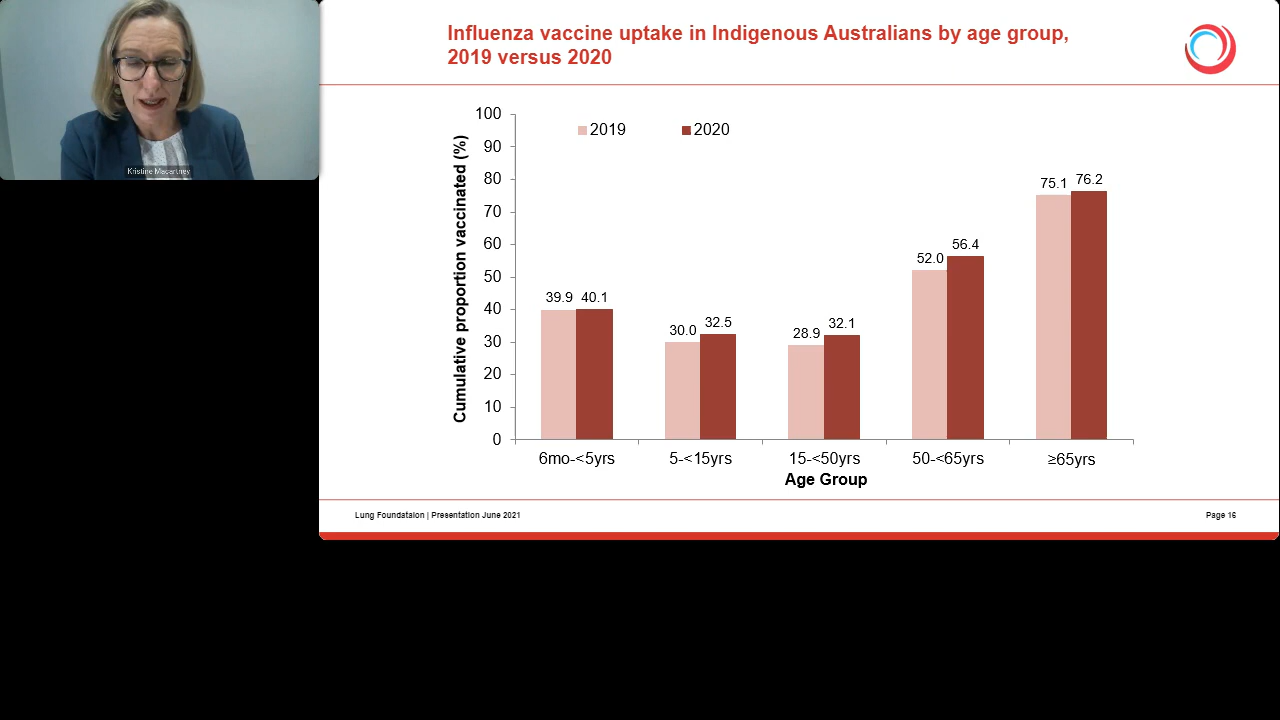 Kristine Macartney
Influenza vaccine uptake in Indigenous Australians by age group,
2019 versus 2020
Cumulative proportion vaccinated (%)
100
90
80
70
60
50
40
30
20
10
0
2019 2020
39.9 40.1
30.0 32.5
28.9 32.1
52.0 56.4
75.1 76.2
6mo-<5yrs 5-<15yrs 15-<50yrs 50-<65yrs ≥65yrs
Age Group
Lung Foundataion | Presentation June 2021
Page 16